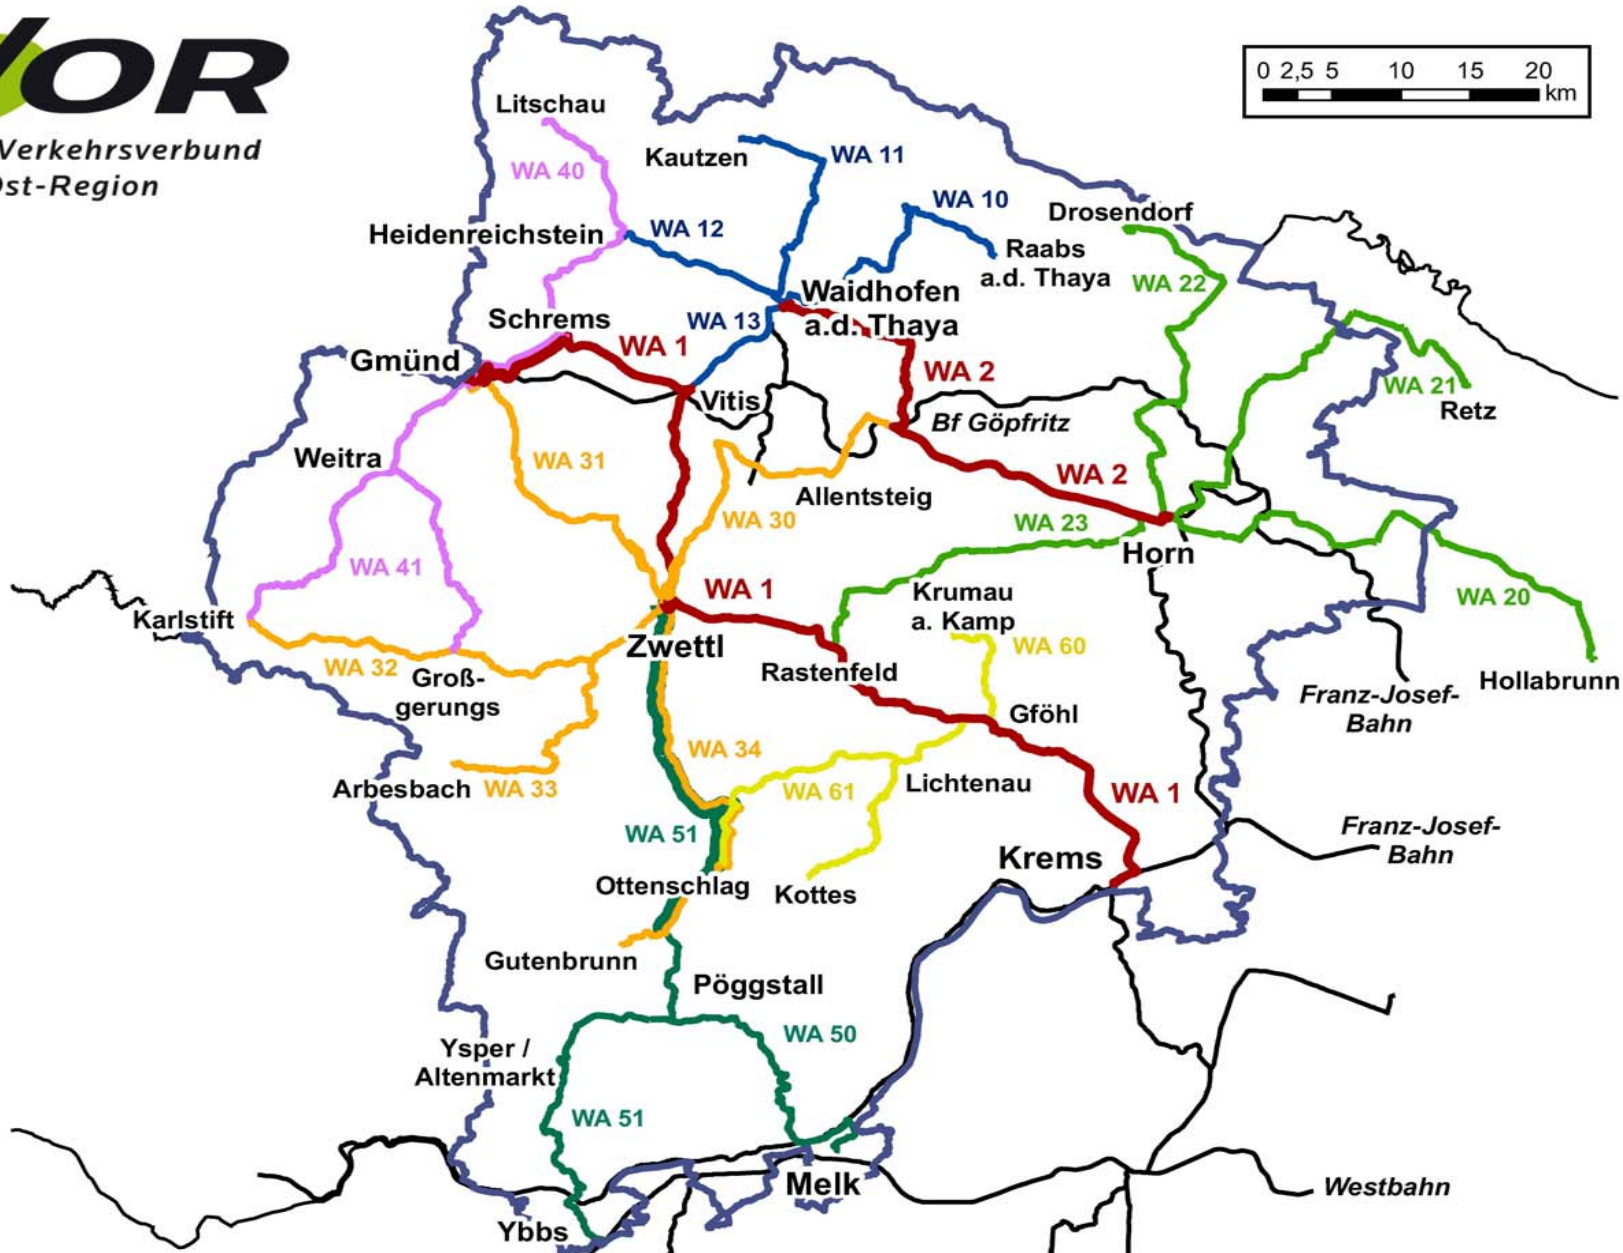 VOR
Verkehrsverbund
Ost-Region
0 2,5 5 10 15 20
km
Litschau
WA 40
Kautzen
WA 11
WA 10
Drosendorf
Heidenreichstein
WA 12
Raabs
a.d. Thaya
WA 22
Waidhofen
a.d. Thaya
Schrems
WA 13
WA 1
Gmünd
WA 2
WA 21
Retz
Vitis
Bf Göpfritz
Weitra
WA 31
WA 2
Allentsteig
WA 30
WA 23
Horn
WA 41
WA 1
Krumau
a. Kamp
WA 20
Karlstift
Zwettl
WA 60
WA 32
Groß-
gerungs
Rastenfeld
Hollabrunn
Franz-Josef-
Bahn
Gföhl
WA 34
Arbesbach
WA 33
WA 61
Lichtenau
WA 1
WA 51
Franz-Josef-
Bahn
Krems
Ottenschlag
Kottes
Gutenbrunn
Pöggstall
WA 50
Ysper /
Altenmarkt
WA 51
Melk
Westbahn
Ybbs